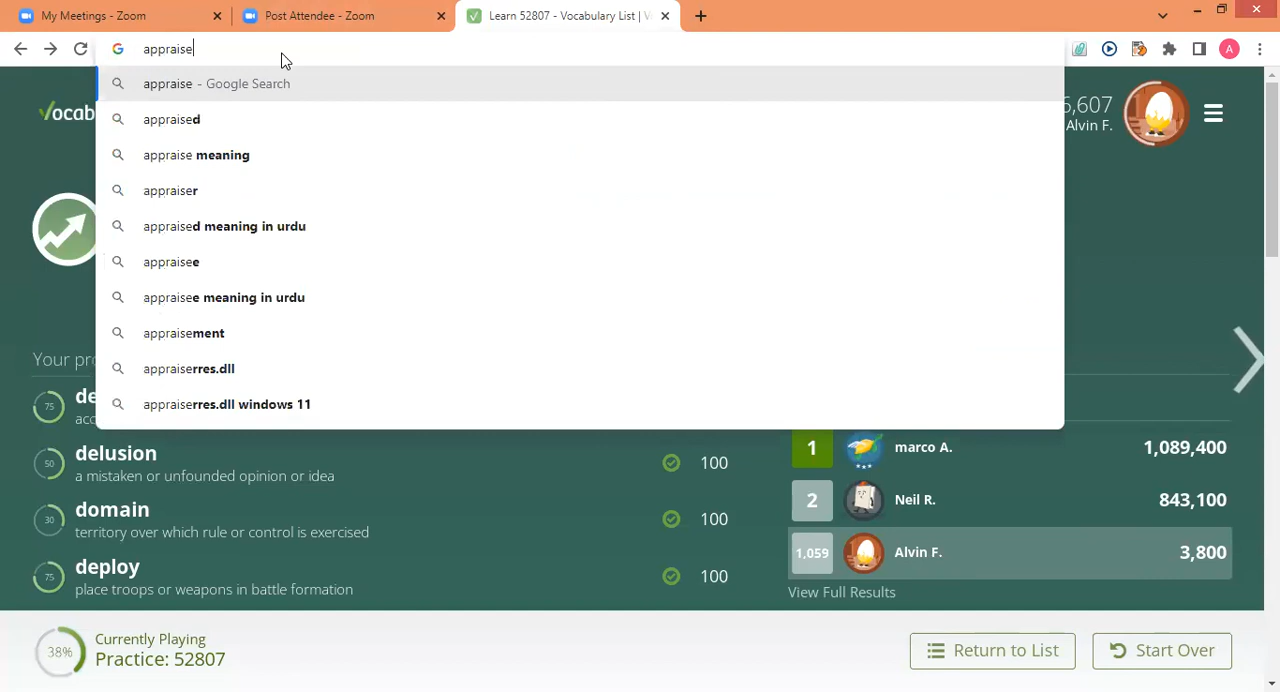 My Meetings - Zoom
Post Attendee - Zoom
Learn 52807 - Vocabulary List |
appraise
A
appraise - Google Search
appraised
appraise meaning
appraiser
appraised meaning in urdu
appraisee
appraisee meaning in urdu
appraisement
appraiserres.dll
appraiserres.dll windows 11
Vocab
6,607
Alvin F.
Your pro
75 de
acc
50 delusion
a mistaken or unfounded opinion or idea
100
30 domain
territory over which rule or control is exercised
100
75 deploy
place troops or weapons in battle formation
100
1 marco A. 1,089,400
2 Neil R. 843,100
1,059 Alvin F. 3,800
View Full Results
38%
Currently Playing
Practice: 52807
Return to List
Start Over